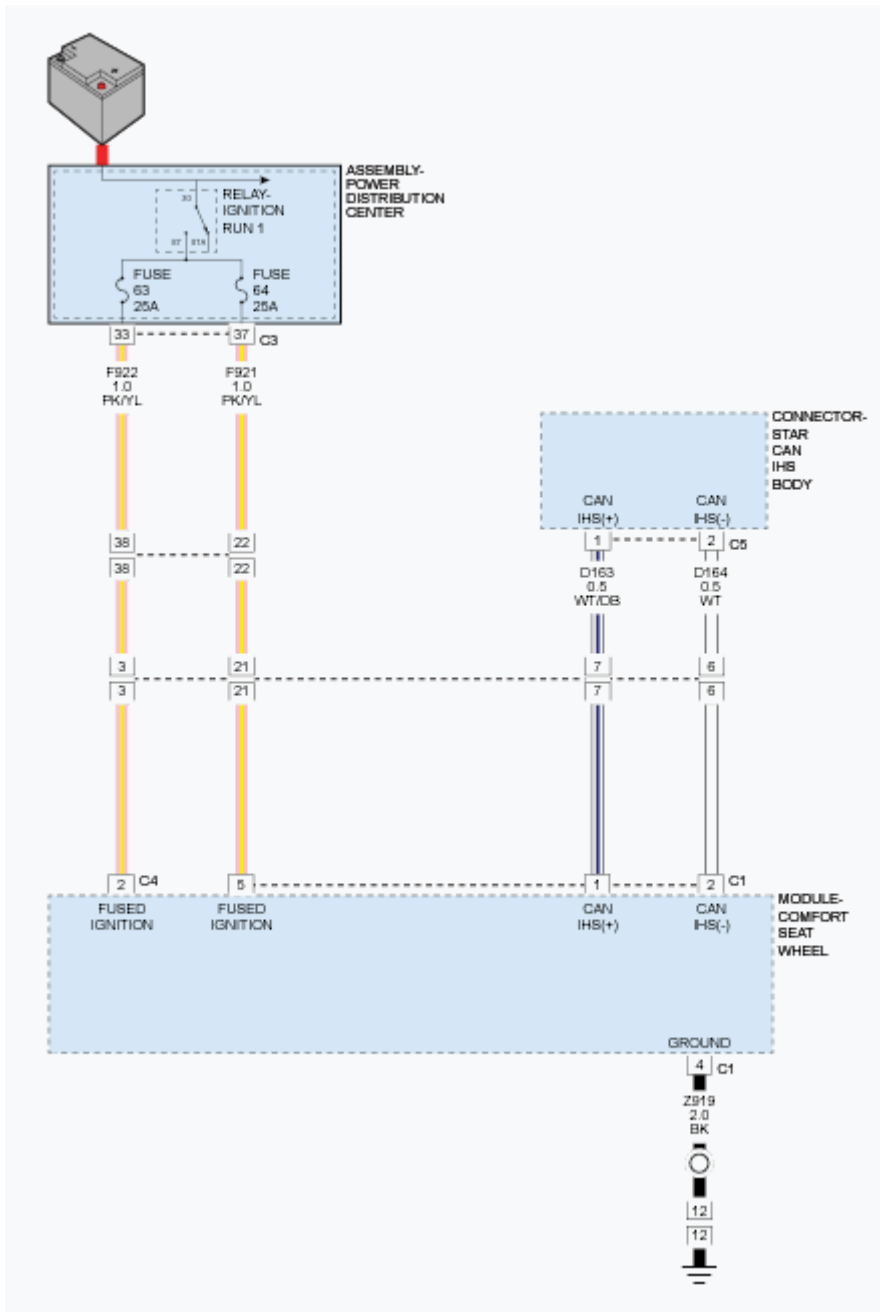 ASSEMBLY-
POWER
DISTRIBUTION
CENTER
RELAY-
IGNITION
RUN 1
30
87 87A
FUSE
63
25A
FUSE
64
25A
33
37
C3
F922
1.0
PK/YL
F921
1.0
PK/YL
CONNECTOR-
STAR
CAN
IHS
BODY
CAN
IHS(+)
CAN
IHS(-)
1
2
C5
D163
0.5
WT/DB
D164
0.5
WT
38
22
38
22
3
21
7
6
3
21
7
6
2
C4
5
1
2
C1
FUSED
IGNITION
FUSED
IGNITION
CAN
IHS(+)
CAN
IHS(-)
MODULE-
COMFORT
SEAT
WHEEL
GROUND
4
C1
Z919
2.0
BK
12
12